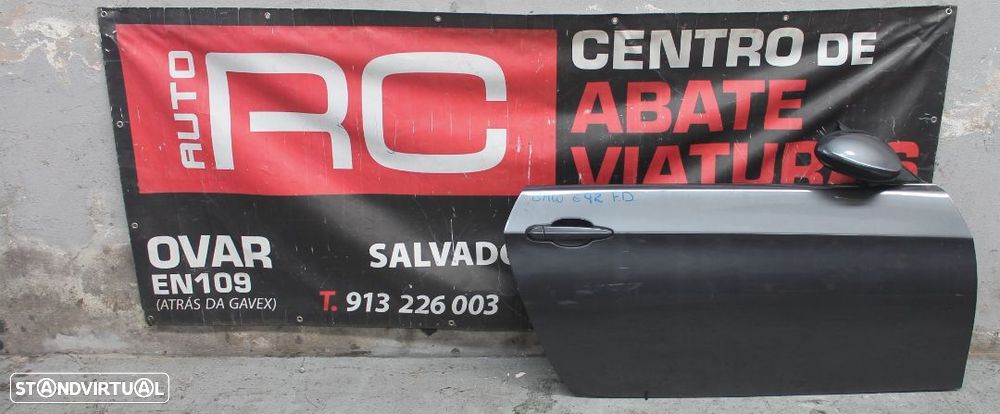 AUTO
RC
CENTRO DE
ABATE
VIATURAS
OVAR
EN109
(ATRÁS DA GAVEX)
SALVADO
T. 913 226 003
BMW E92 FD
STANDVIRTUAL